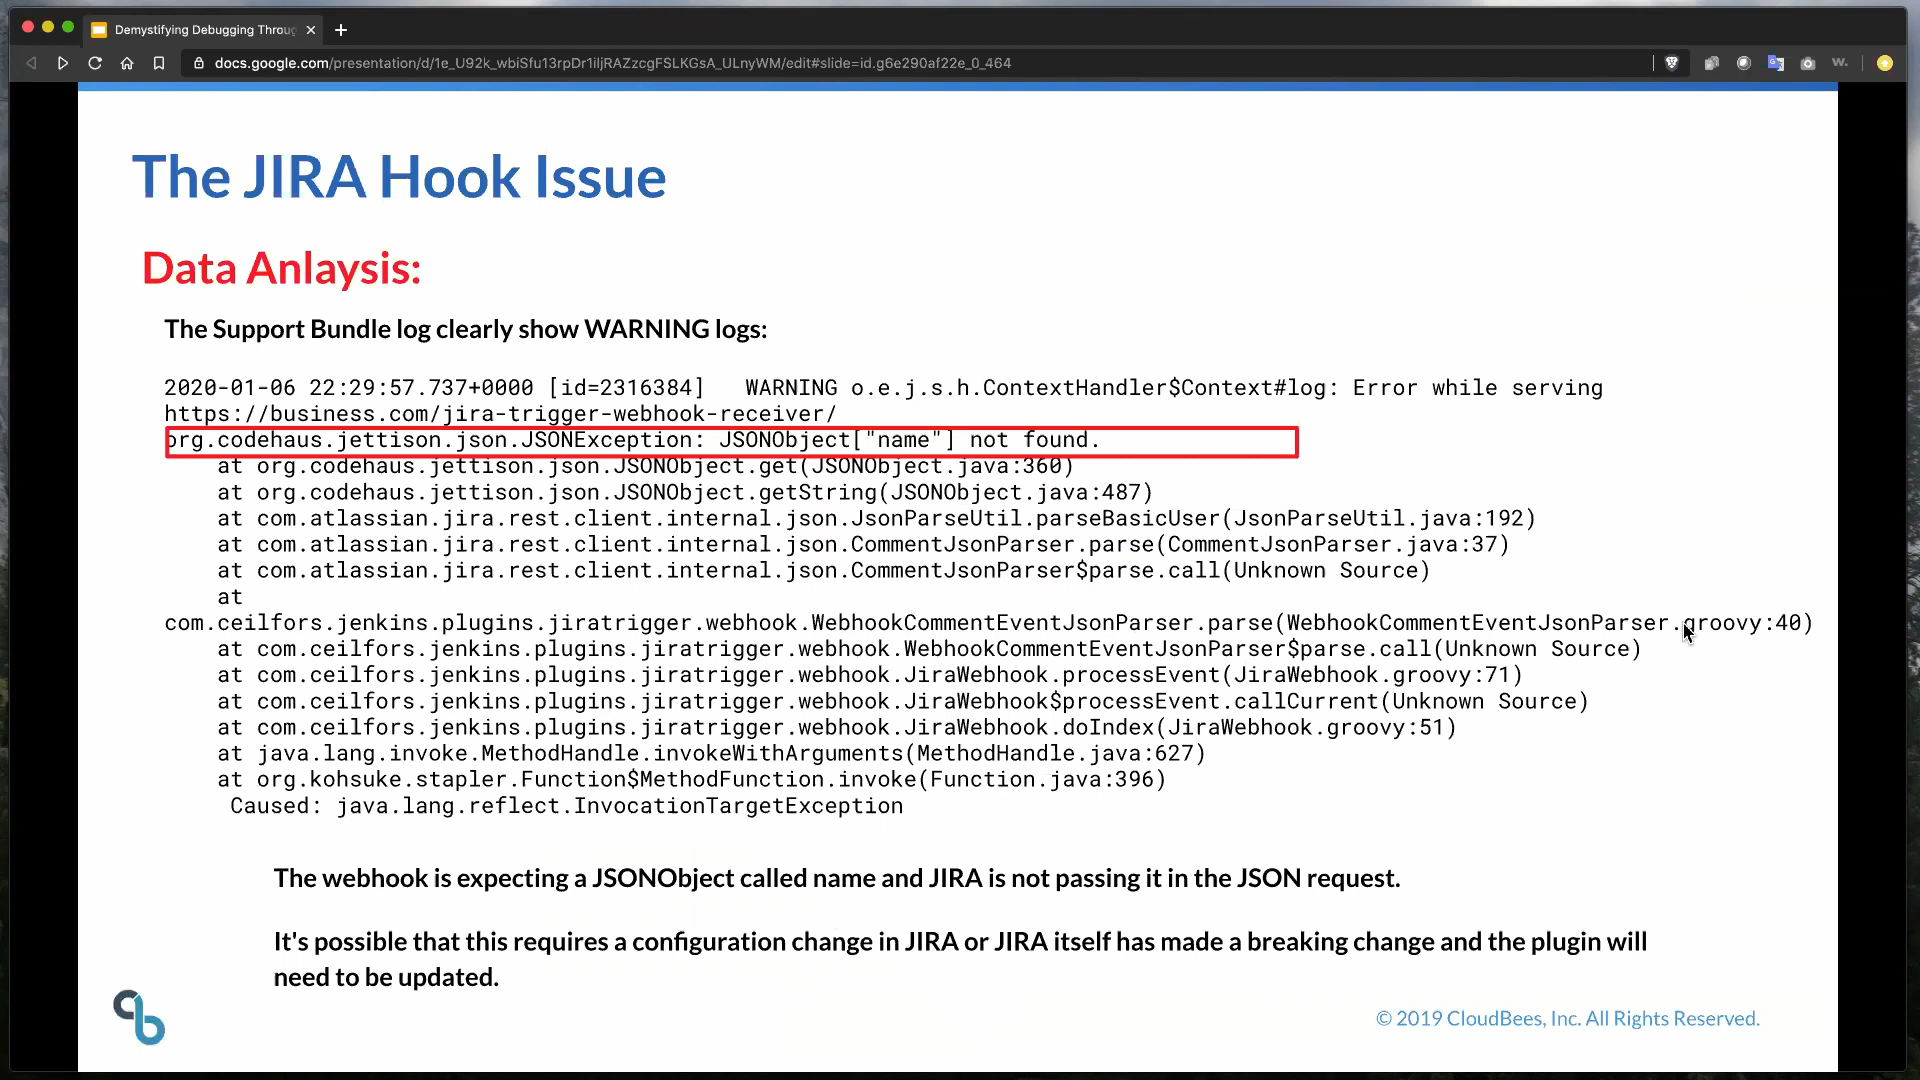 Demystifying Debugging Throu
docs.google.com/presentation/d/1e_U92k_wbiSfu13rpDr1iljRAZzcgFSLKGsA_ULnyWM/edit#slide=id.g6e290af22e_0_464
The JIRA Hook Issue
Data Anlaysis:
The Support Bundle log clearly show WARNING logs:
2020-01-06 22:29:57.737+0000 [id=2316384]   WARNING o.e.j.s.h.ContextHandler$Context#log: Error while serving
https://business.com/jira-trigger-webhook-receiver/
org.codehaus.jettison.json.JSONException: JSONObject["name"] not found.
at org.codehaus.jettison.json.JSONObject.get(JSONObject.java:360)
at org.codehaus.jettison.json.JSONObject.getString(JSONObject.java:487)
at com.atlassian.jira.rest.client.internal.json.JsonParseUtil.parseBasicUser(JsonParseUtil.java:192)
at com.atlassian.jira.rest.client.internal.json.CommentJsonParser.parse(CommentJsonParser.java:37)
at com.atlassian.jira.rest.client.internal.json.CommentJsonParser$parse.call(Unknown Source)
at
com.ceilfors.jenkins.plugins.jiratrigger.webhook.WebhookCommentEventJsonParser.parse(WebhookCommentEventJsonParser.groovy:40)
at com.ceilfors.jenkins.plugins.jiratrigger.webhook.WebhookCommentEventJsonParser$parse.call(Unknown Source)
at com.ceilfors.jenkins.plugins.jiratrigger.webhook.JiraWebhook.processEvent(JiraWebhook.groovy:71)
at com.ceilfors.jenkins.plugins.jiratrigger.webhook.JiraWebhook$processEvent.callCurrent(Unknown Source)
at com.ceilfors.jenkins.plugins.jiratrigger.webhook.JiraWebhook.doIndex(JiraWebhook.groovy:51)
at java.lang.invoke.MethodHandle.invokeWithArguments(MethodHandle.java:627)
at org.kohsuke.stapler.Function$MethodFunction.invoke(Function.java:396)
Caused: java.lang.reflect.InvocationTargetException
The webhook is expecting a JSONObject called name and JIRA is not passing it in the JSON request.
It's possible that this requires a configuration change in JIRA or JIRA itself has made a breaking change and the plugin will
need to be updated.
© 2019 CloudBees, Inc. All Rights Reserved.